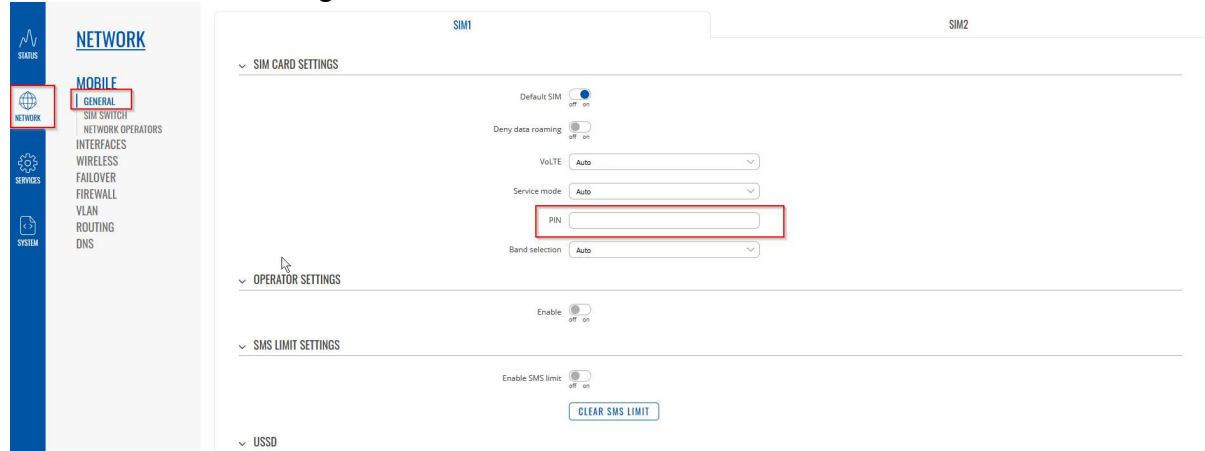 SIM1
SIM2
STATUS
NETWORK
SIM CARD SETTINGS
MOBILE
GENERAL
SIM SWITCH
NETWORK OPERATORS
INTERFACES
WIRELESS
FAILOVER
FIREWALL
VLAN
ROUTING
DNS
NETWORK
SERVICES
SYSTEM
Default SIM
off on
Deny data roaming
off on
VoLTE Auto
Service mode Auto
PIN
Band selection Auto
OPERATOR SETTINGS
Enable
off on
SMS LIMIT SETTINGS
Enable SMS limit
off on
CLEAR SMS LIMIT
USSD